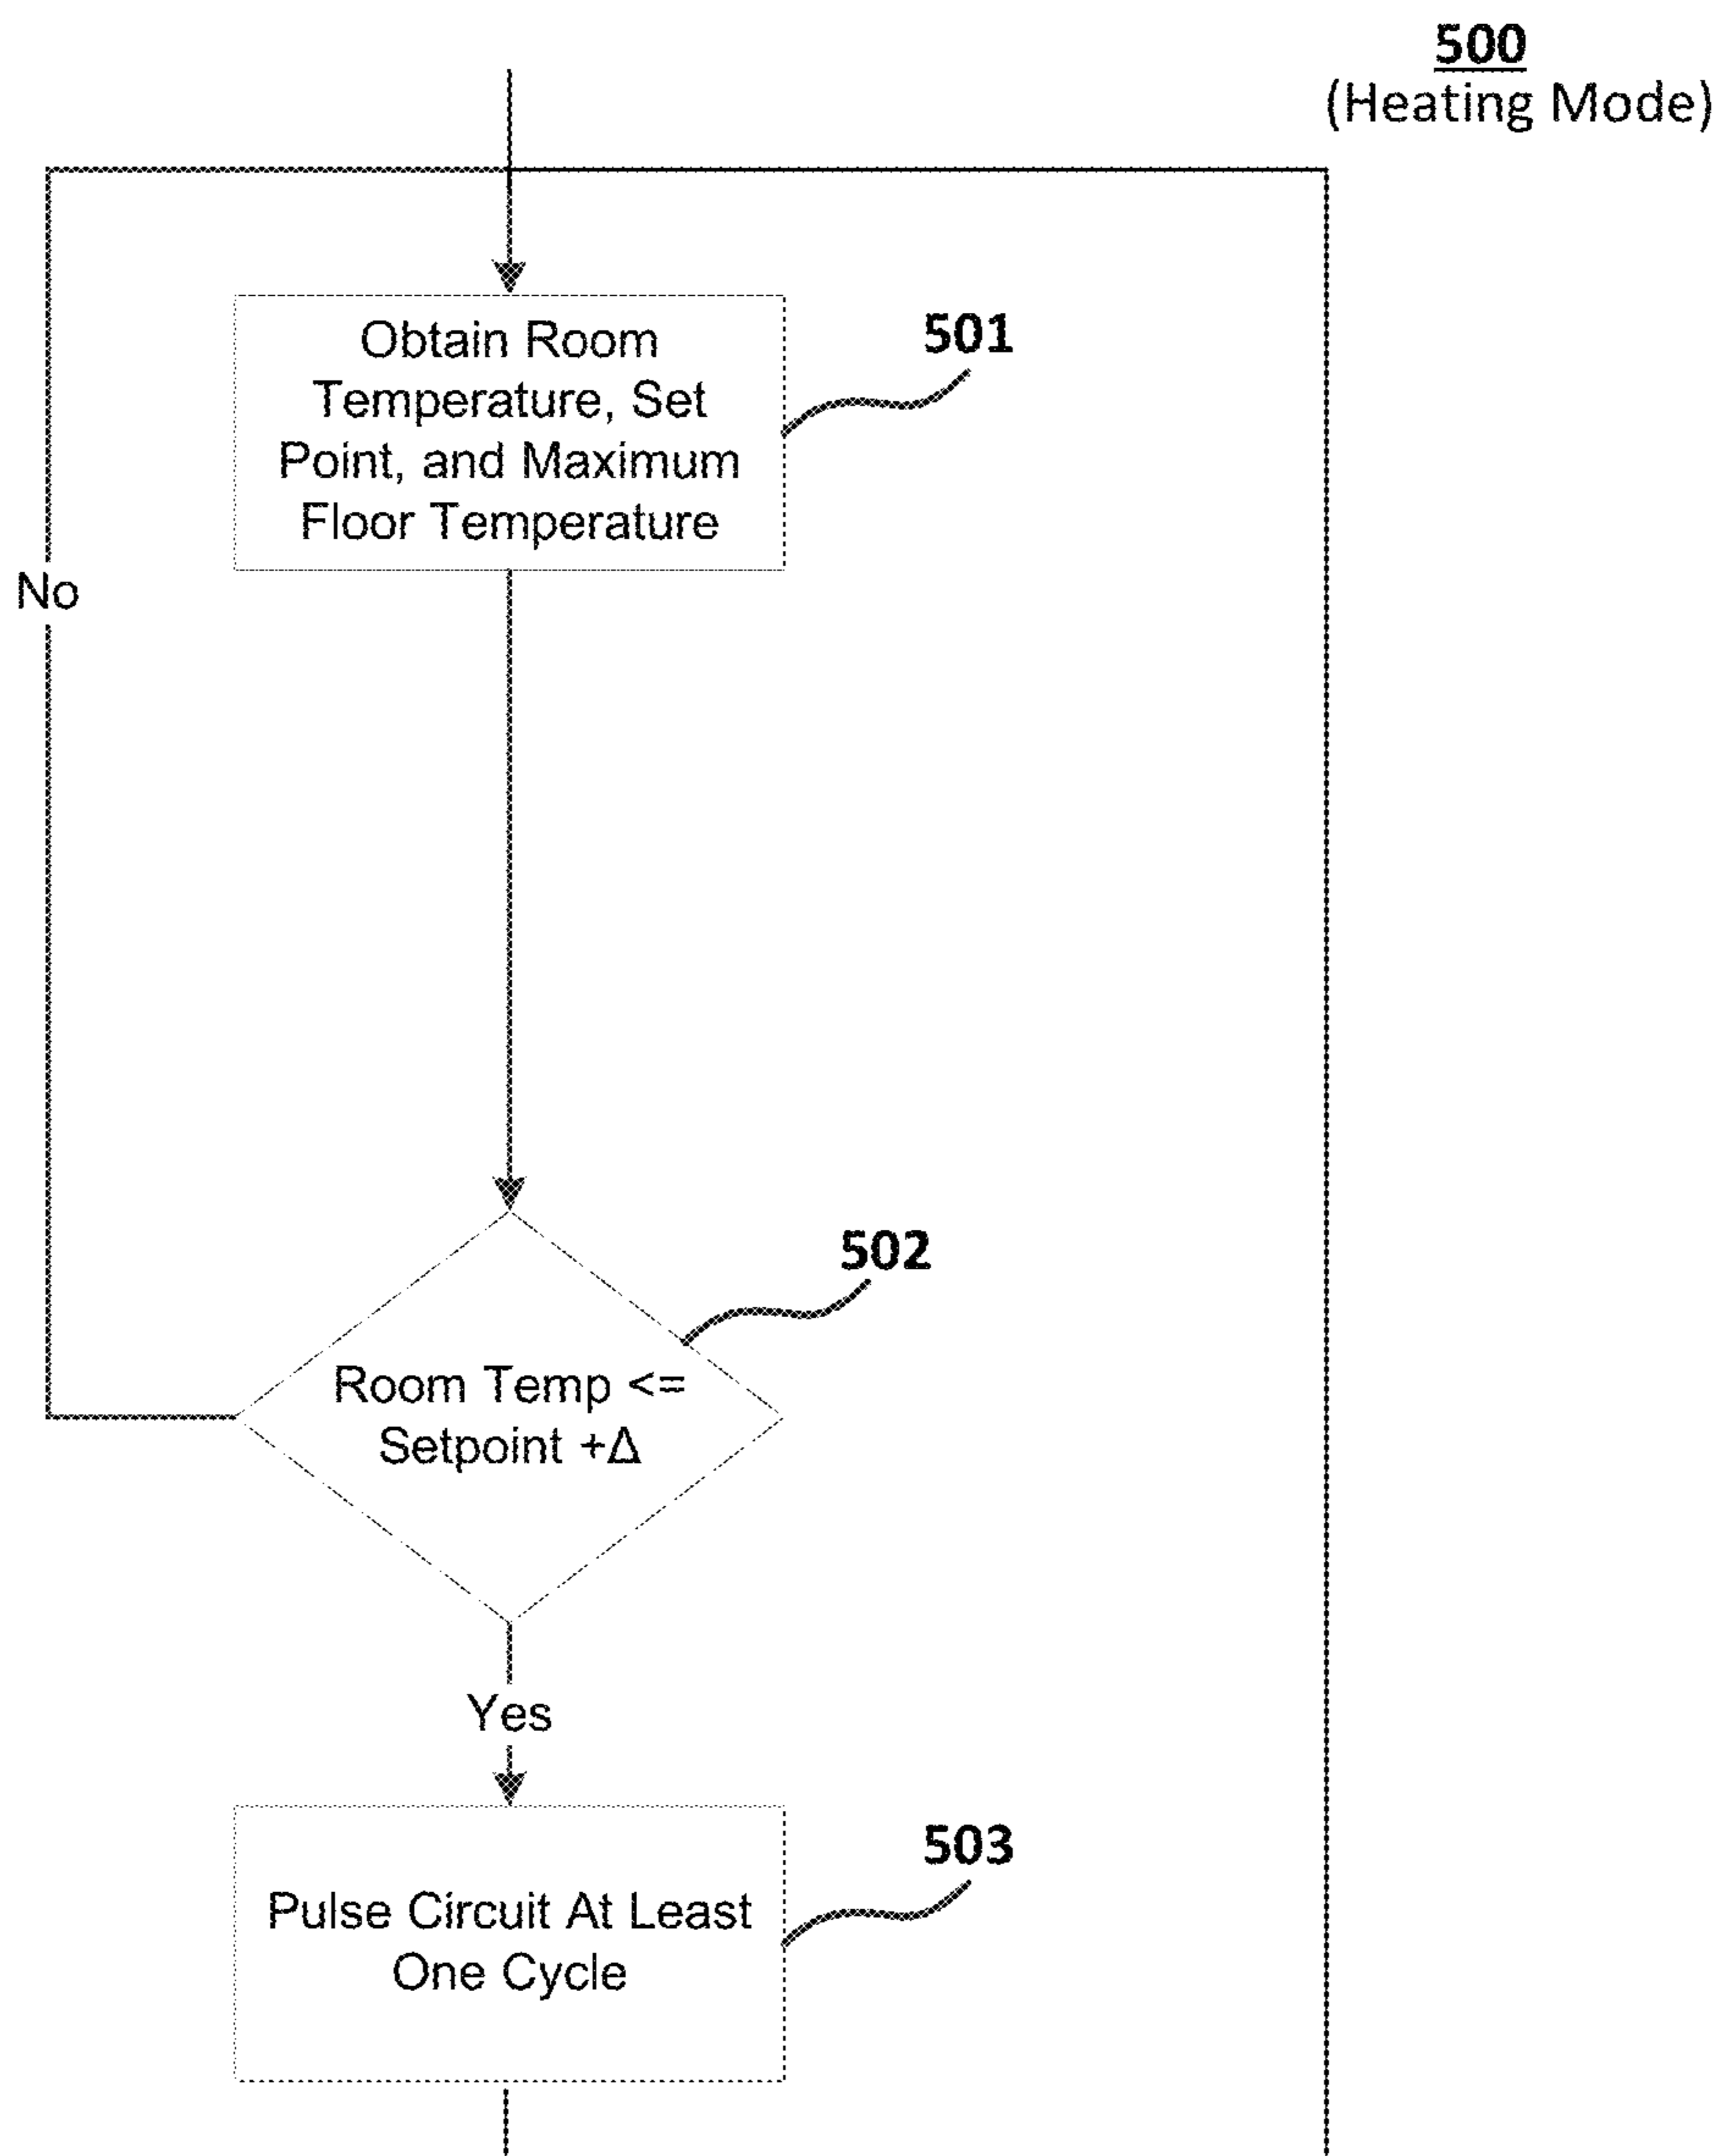 500
(Heating Mode)
Obtain Room
Temperature, Set
Point, and Maximum
Floor Temperature
501
No
502
Room Temp <=
Setpoint +Δ
Yes
503
Pulse Circuit At Least
One Cycle